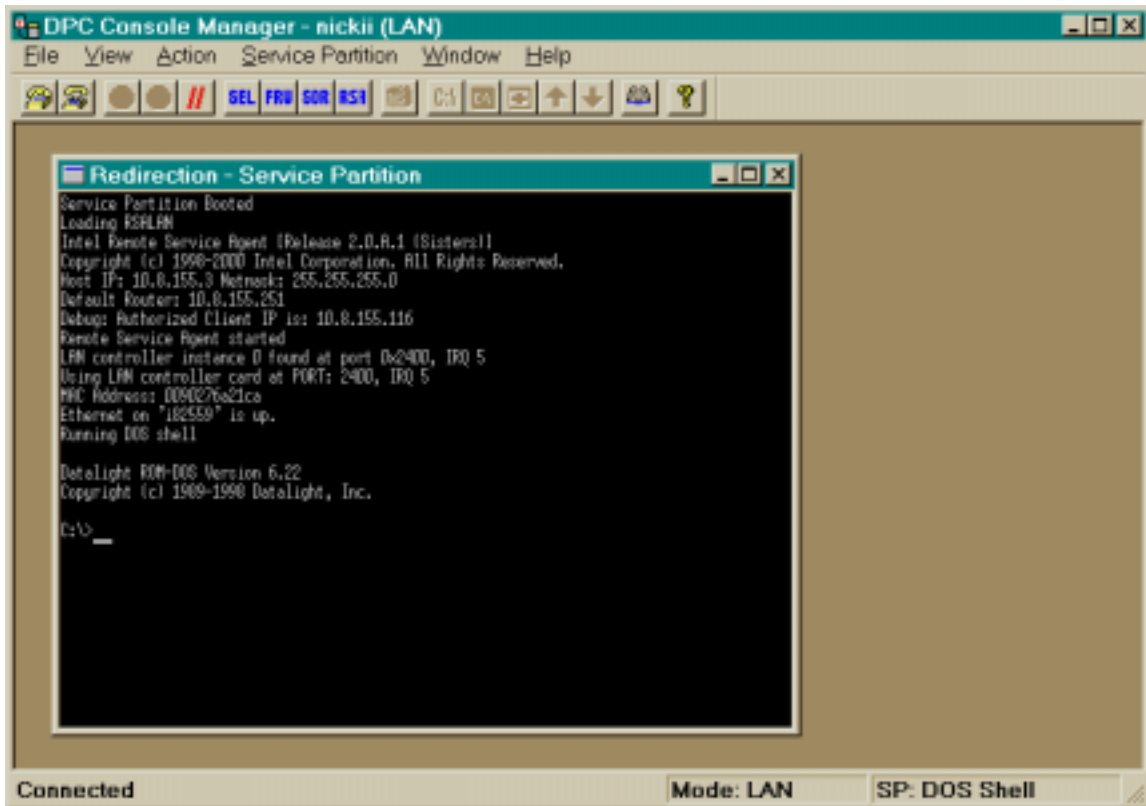 DPC Console Manager - nickii (LAN)
File View Action Service Partition Window Help
SEL FRU SDR RSA C:\
Redirection - Service Partition
Service Partition Booted
Loading RSALAN
Intel Remote Service Agent [Release 2.0.A.1 (Sisters)]
Copyright (c) 1998-2000 Intel Corporation. All Rights Reserved.
Host IP: 10.8.155.3 Netmask: 255.255.255.0
Default Router: 10.8.155.251
Debug: Authorized Client IP is: 10.8.155.116
Remote Service Agent started
LAN controller instance 0 found at port 0x2400, IRQ 5
Using LAN controller card at PORT: 2400, IRQ 5
MAC Address: 0090276a21ca
Ethernet on "i82559" is up.
Running DOS shell
Datalight ROM-DOS Version 6.22
Copyright (c) 1989-1998 Datalight, Inc.
C:\>
Connected Mode: LAN SP: DOS Shell